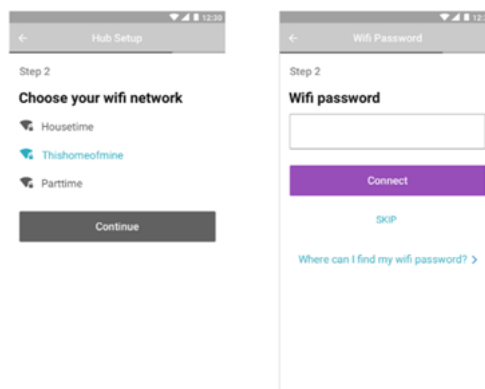 12:30
Hub Setup
Step 2
Choose your wifi network
Housetime
Thishomeofmine
Parttime
Continue
Wifi Password
Step 2
Wifi password
Connect
SKIP
Where can I find my wifi password?